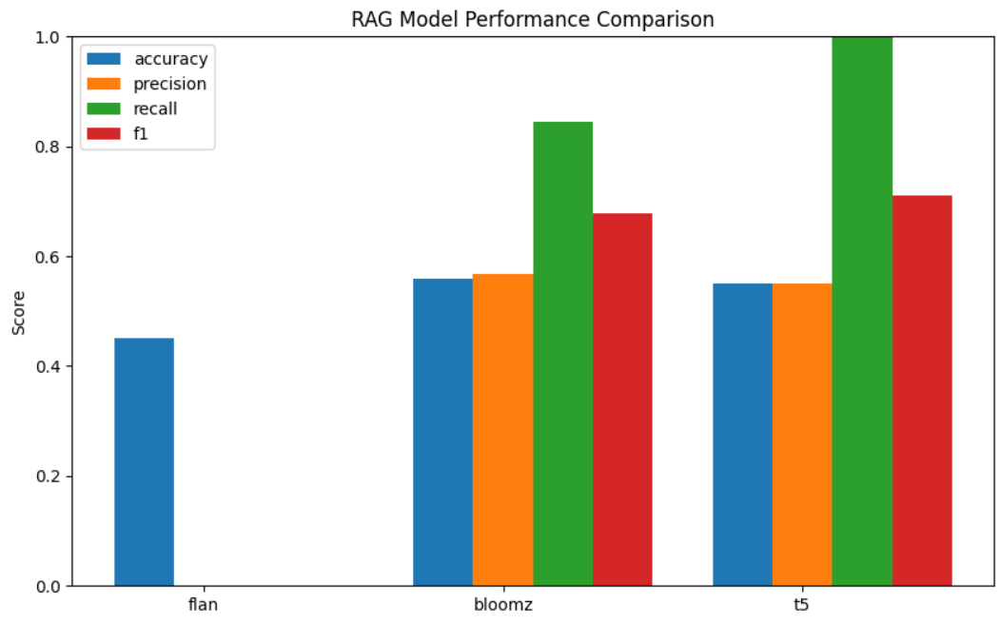 RAG Model Performance Comparison
accuracy
precision
recall
f1
Score
1.0
0.8
0.6
0.4
0.2
0.0
flan
bloomz
t5